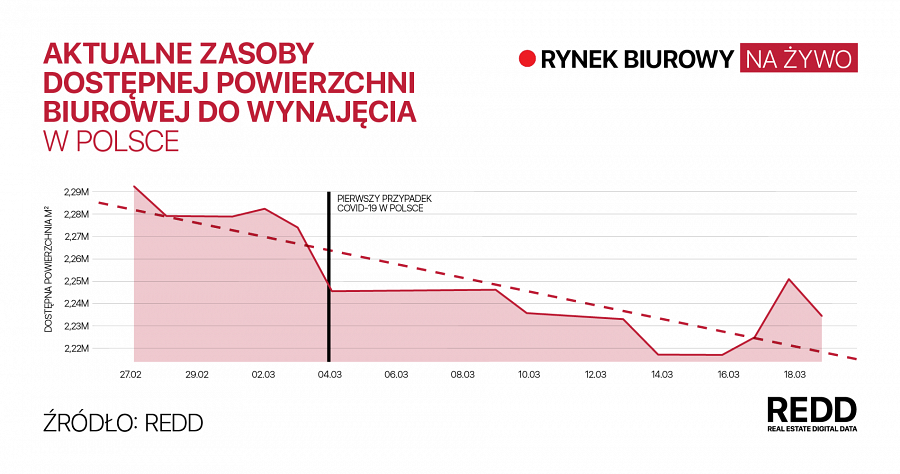 AKTUALNE ZASOBY
DOSTĘPNEJ POWIERZCHNI
BIUROWEJ DO WYNAJĘCIA
W POLSCE
RYNEK BIUROWY NA ŻYWO
DOSTĘPNA POWIERZCHNIA M²
2,29M
2,28M
2,27M
2,26M
2,25M
2,24M
2,23M
2,22M
PIERWSZY PRZYPADEK
COVID-19 W POLSCE
27.02 29.02 02.03 04.03 06.03 08.03 10.03 12.03 14.03 16.03 18.03
ŹRÓDŁO: REDD
REDD
REAL ESTATE DIGITAL DATA